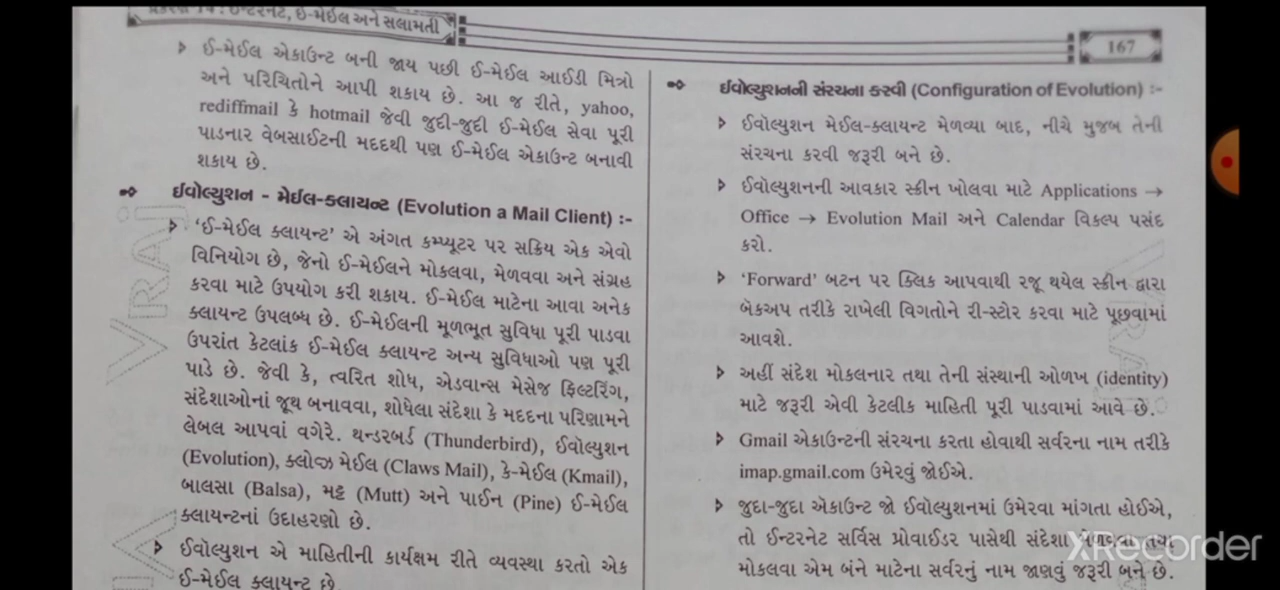 ઈન્ટરનેટ, ઈ-મેઈલ અને સલામતી
167
ઈ-મેઈલ એકાઉન્ટ બની જાય પછી ઈ-મેઈલ આઈડી મિત્રો
અને પરિચિતોને આપી શકાય છે. આ જ રીતે, yahoo,
rediffmail કે hotmail જેવી જુદી-જુદી ઈ-મેઈલ સેવા પૂરી
પાડનાર વેબસાઈટની મદદથી પણ ઈ-મેઈલ એકાઉન્ટ બનાવી
શકાય છે.
ઈવોલ્યુશન - મેઈલ-ક્લાયન્ટ (Evolution a Mail Client) :-
‘ઈ-મેઈલ ક્લાયન્ટ’ એ અંગત કમ્પ્યૂટર પર સક્રિય એક એવો
વિનિયોગ છે, જેનો ઈ-મેઈલને મોકલવા, મેળવવા અને સંગ્રહ
કરવા માટે ઉપયોગ કરી શકાય. ઈ-મેઈલ માટેના આવા અનેક
ક્લાયન્ટ ઉપલબ્ધ છે. ઈ-મેઈલની મૂળભૂત સુવિધા પૂરી પાડવા
ઉપરાંત કેટલાંક ઈ-મેઈલ ક્લાયન્ટ અન્ય સુવિધાઓ પણ પૂરી
પાડે છે. જેવી કે, ત્વરિત શોધ, એડવાન્સ મેસેજ ફિલ્ટરિંગ,
સંદેશાઓનાં જૂથ બનાવવા, શોધેલા સંદેશા કે મદદના પરિણામને
લેબલ આપવાં વગેરે. થન્ડરબર્ડ (Thunderbird), ઈવોલ્યુશન
(Evolution), ક્લોવ્ઝ મેઈલ (Claws Mail), કે-મેઈલ (Kmail),
બાલસા (Balsa), મટ્ટ (Mutt) અને પાઈન (Pine) ઈ-મેઈલ
ક્લાયન્ટનાં ઉદાહરણો છે.
ઈવોલ્યુશન એ માહિતીની કાર્યક્ષમ રીતે વ્યવસ્થા કરતો એક
ઈ-મેઈલ ક્લાયન્ટ છે.
ઈવોલ્યુશનની સંરચના કરવી (Configuration of Evolution) :-
ઈવૉલ્યુશન મેઈલ-ક્લાયન્ટ મેળવ્યા બાદ, નીચે મુજબ તેની
સંરચના કરવી જરૂરી બને છે.
ઈવૉલ્યુશનની આવકાર સ્કીન ખોલવા માટે Applications →
Office → Evolution Mail અને Calendar વિકલ્પ પસંદ
કરો.
‘Forward’ બટન પર ક્લિક આપવાથી રજૂ થયેલ સ્કીન દ્વારા
બૅકઅપ તરીકે રાખેલી વિગતોને રી-સ્ટોર કરવા માટે પૂછવામાં
આવશે.
અહીં સંદેશ મોકલનાર તથા તેની સંસ્થાની ઓળખ (identity)
માટે જરૂરી એવી કેટલીક માહિતી પૂરી પાડવામાં આવે છે.
Gmail એકાઉન્ટની સંરચના કરતા હોવાથી સર્વરના નામ તરીકે
imap.gmail.com ઉમેરવું જોઈએ.
જુદા-જુદા ઍકાઉન્ટ જો ઈવૉલ્યુશનમાં ઉમેરવા માંગતા હોઈએ,
તો ઈન્ટરનેટ સર્વિસ પ્રોવાઈડર પાસેથી સંદેશા મેળવવા તથા
મોકલવા એમ બંને માટેના સર્વરનું નામ જાણવું જરૂરી બને છે.
XRecorder
VRAJ